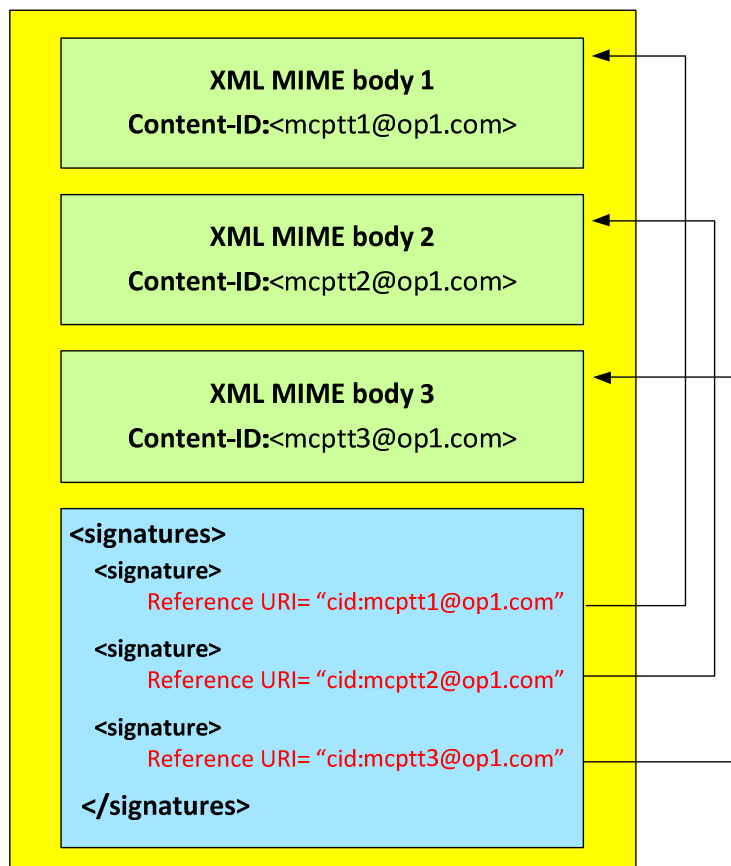 XML MIME body 1
Content-ID:<mcptt1@op1.com>
XML MIME body 2
Content-ID:<mcptt2@op1.com>
XML MIME body 3
Content-ID:<mcptt3@op1.com>
<signatures>
<signature>
Reference URI= “cid:mcptt1@op1.com”
<signature>
Reference URI= “cid:mcptt2@op1.com”
<signature>
Reference URI= “cid:mcptt3@op1.com”
</signatures>